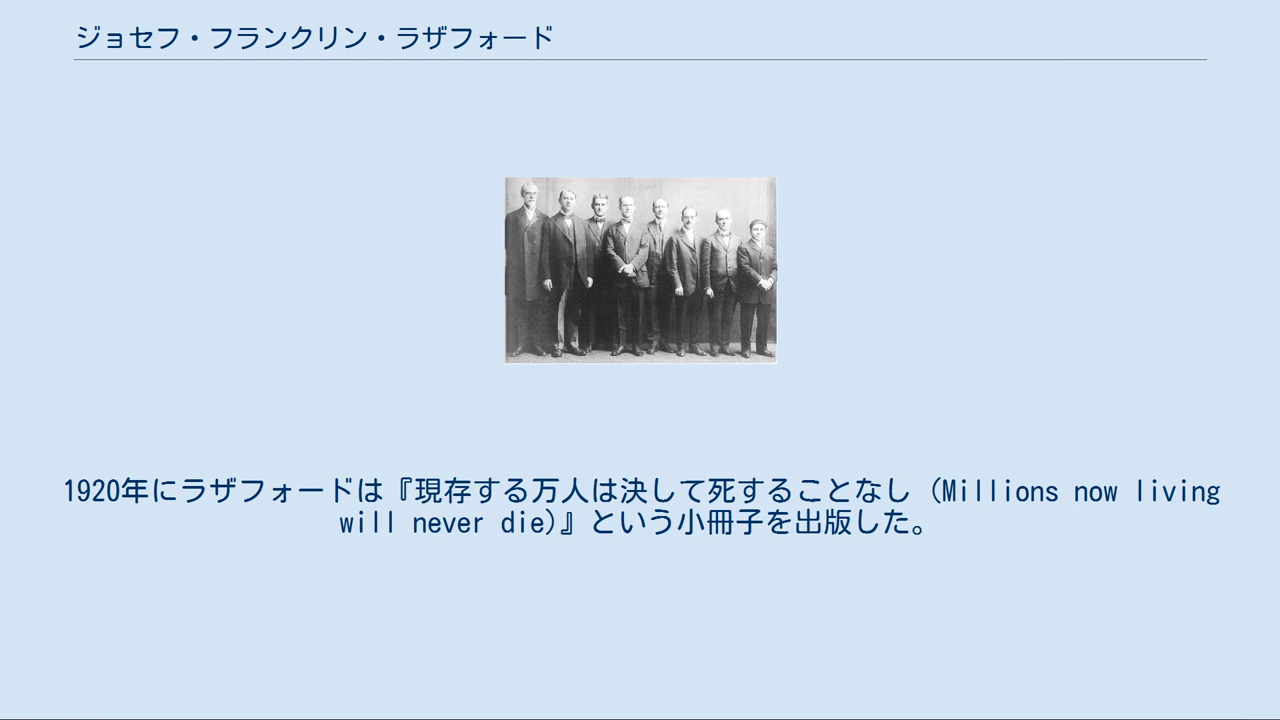 ジョセフ・フランクリン・ラザフォード
1920年にラザフォードは『現存する万人は決して死することなし (Millions now living
will never die)』という小冊子を出版した。